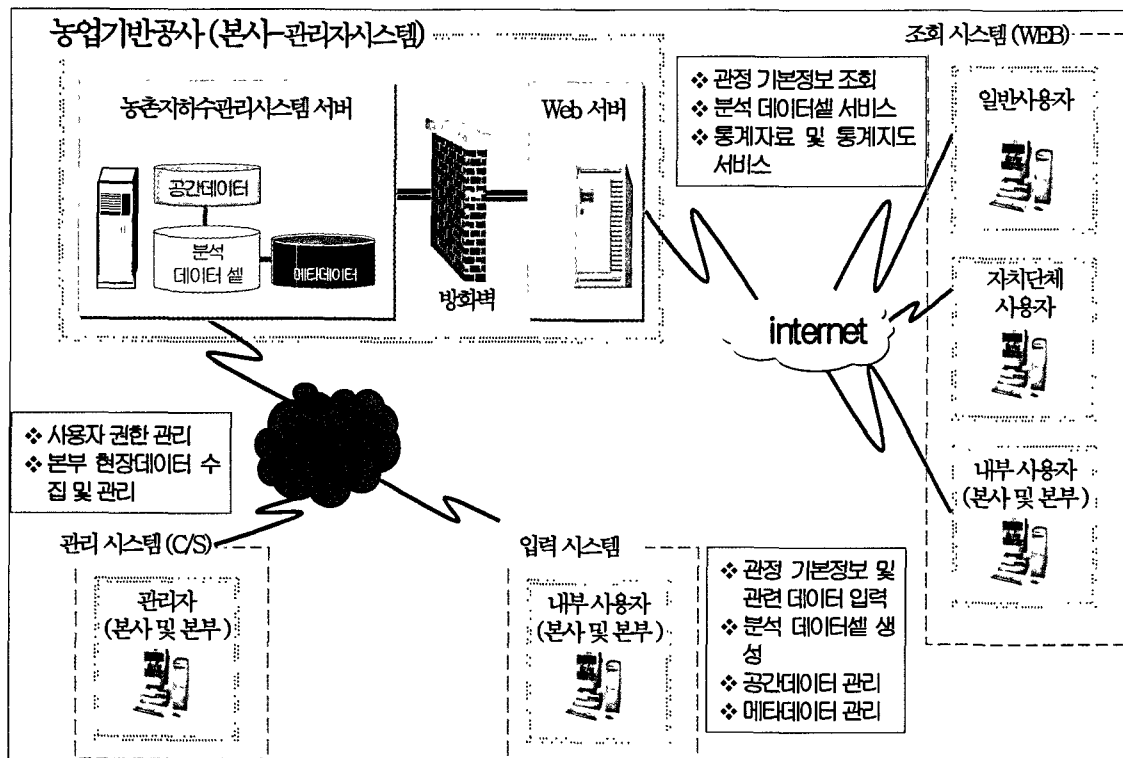 농업기반공사 (본사-관리자시스템)
농촌지하수관리시스템 서버
공간데이터
분석
데이터 셑
메타데이터
방화벽
Web 서버
❖ 관정 기본정보 조회
❖ 분석 데이터셑 서비스
❖ 통계자료 및 통계지도
서비스
조회 시스템 (WEB)
일반사용자
자치단체
사용자
내부 사용자
(본사 및 본부)
internet
❖ 사용자 권한 관리
❖ 본부 현장데이터 수
집 및 관리
관리 시스템 (C/S)
관리자
(본사 및 본부)
입력 시스템
내부 사용자
(본사 및 본부)
❖ 관정 기본정보 및
관련 데이터 입력
❖ 분석 데이터셑 생
성
❖ 공간데이터 관리
❖ 메타데이터 관리